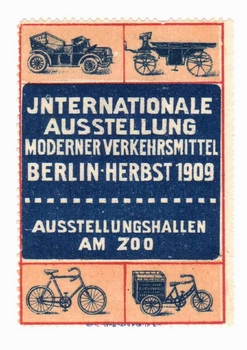 JNTERNATIONALE
AUSSTELLUNG
MODERNER VERKEHRSMITTEL
BERLIN·HERBST 1909
AUSSTELLUNGSHALLEN
AM ZOO